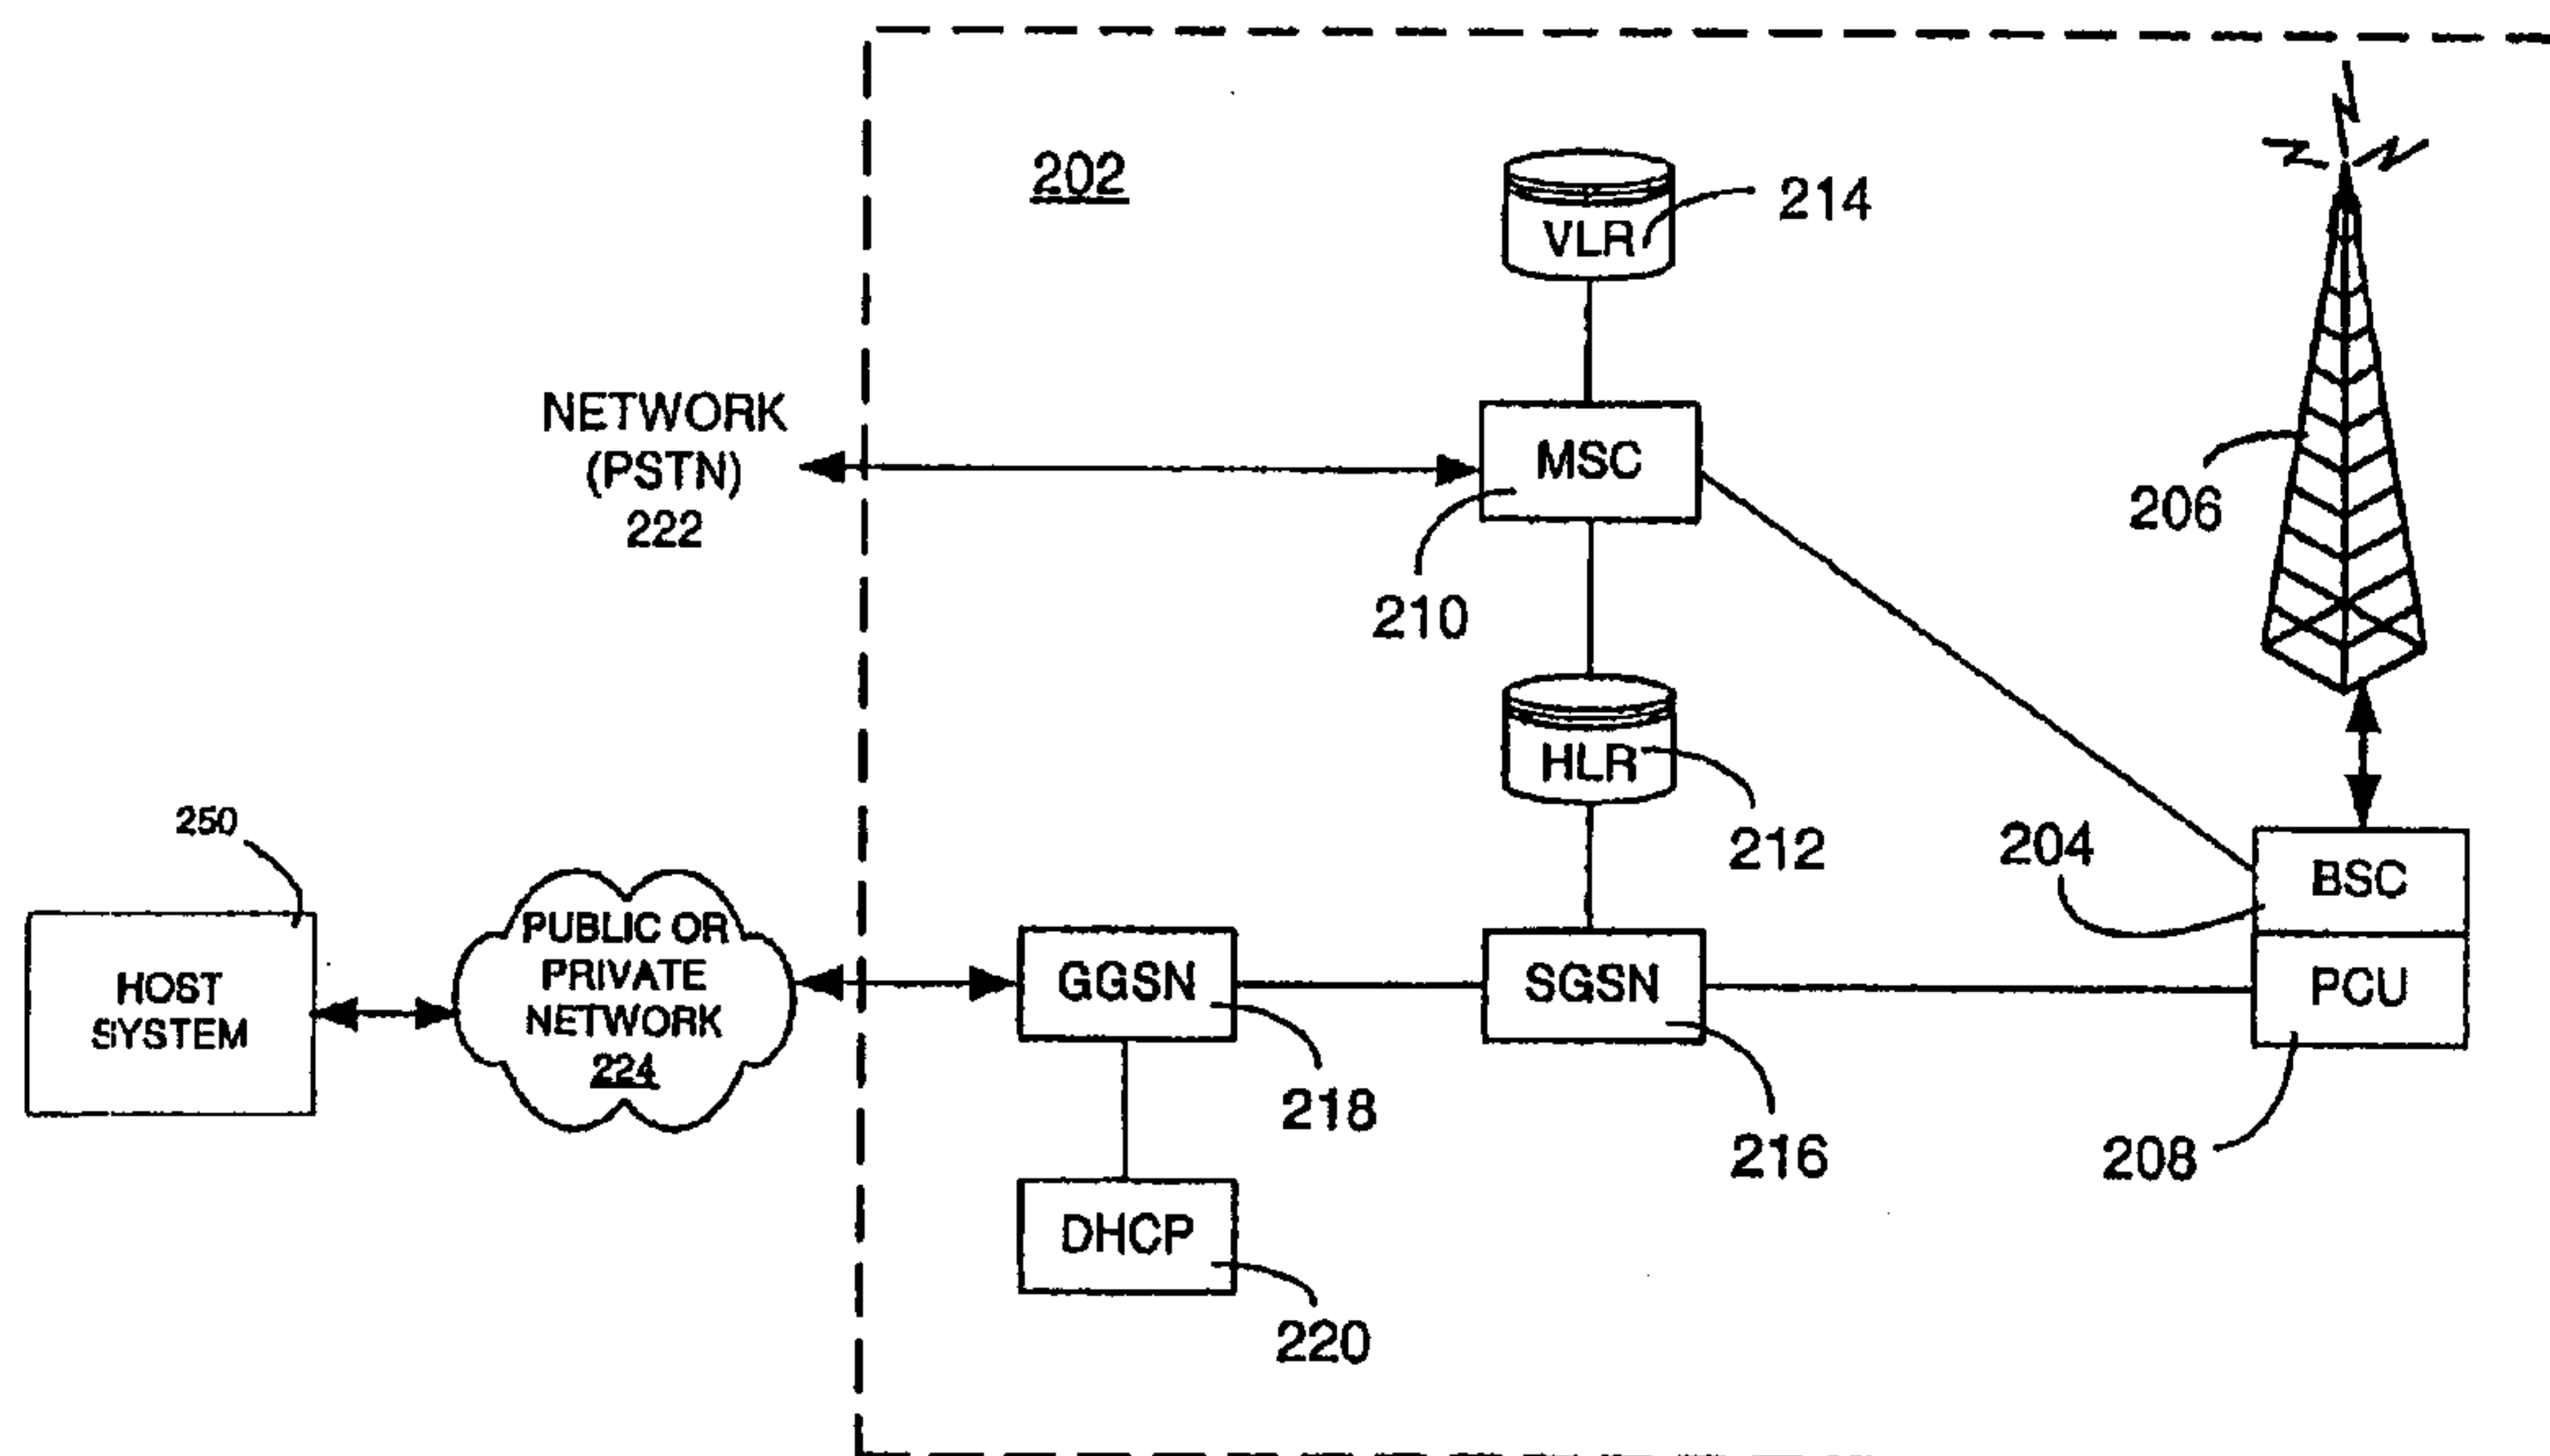 202
VLR
214
NETWORK
(PSTN)
222
MSC
210
206
HLR
212
250
HOST
SYSTEM
PUBLIC OR
PRIVATE
NETWORK
224
GGSN
218
SGSN
216
204
BSC
PCU
208
DHCP
220